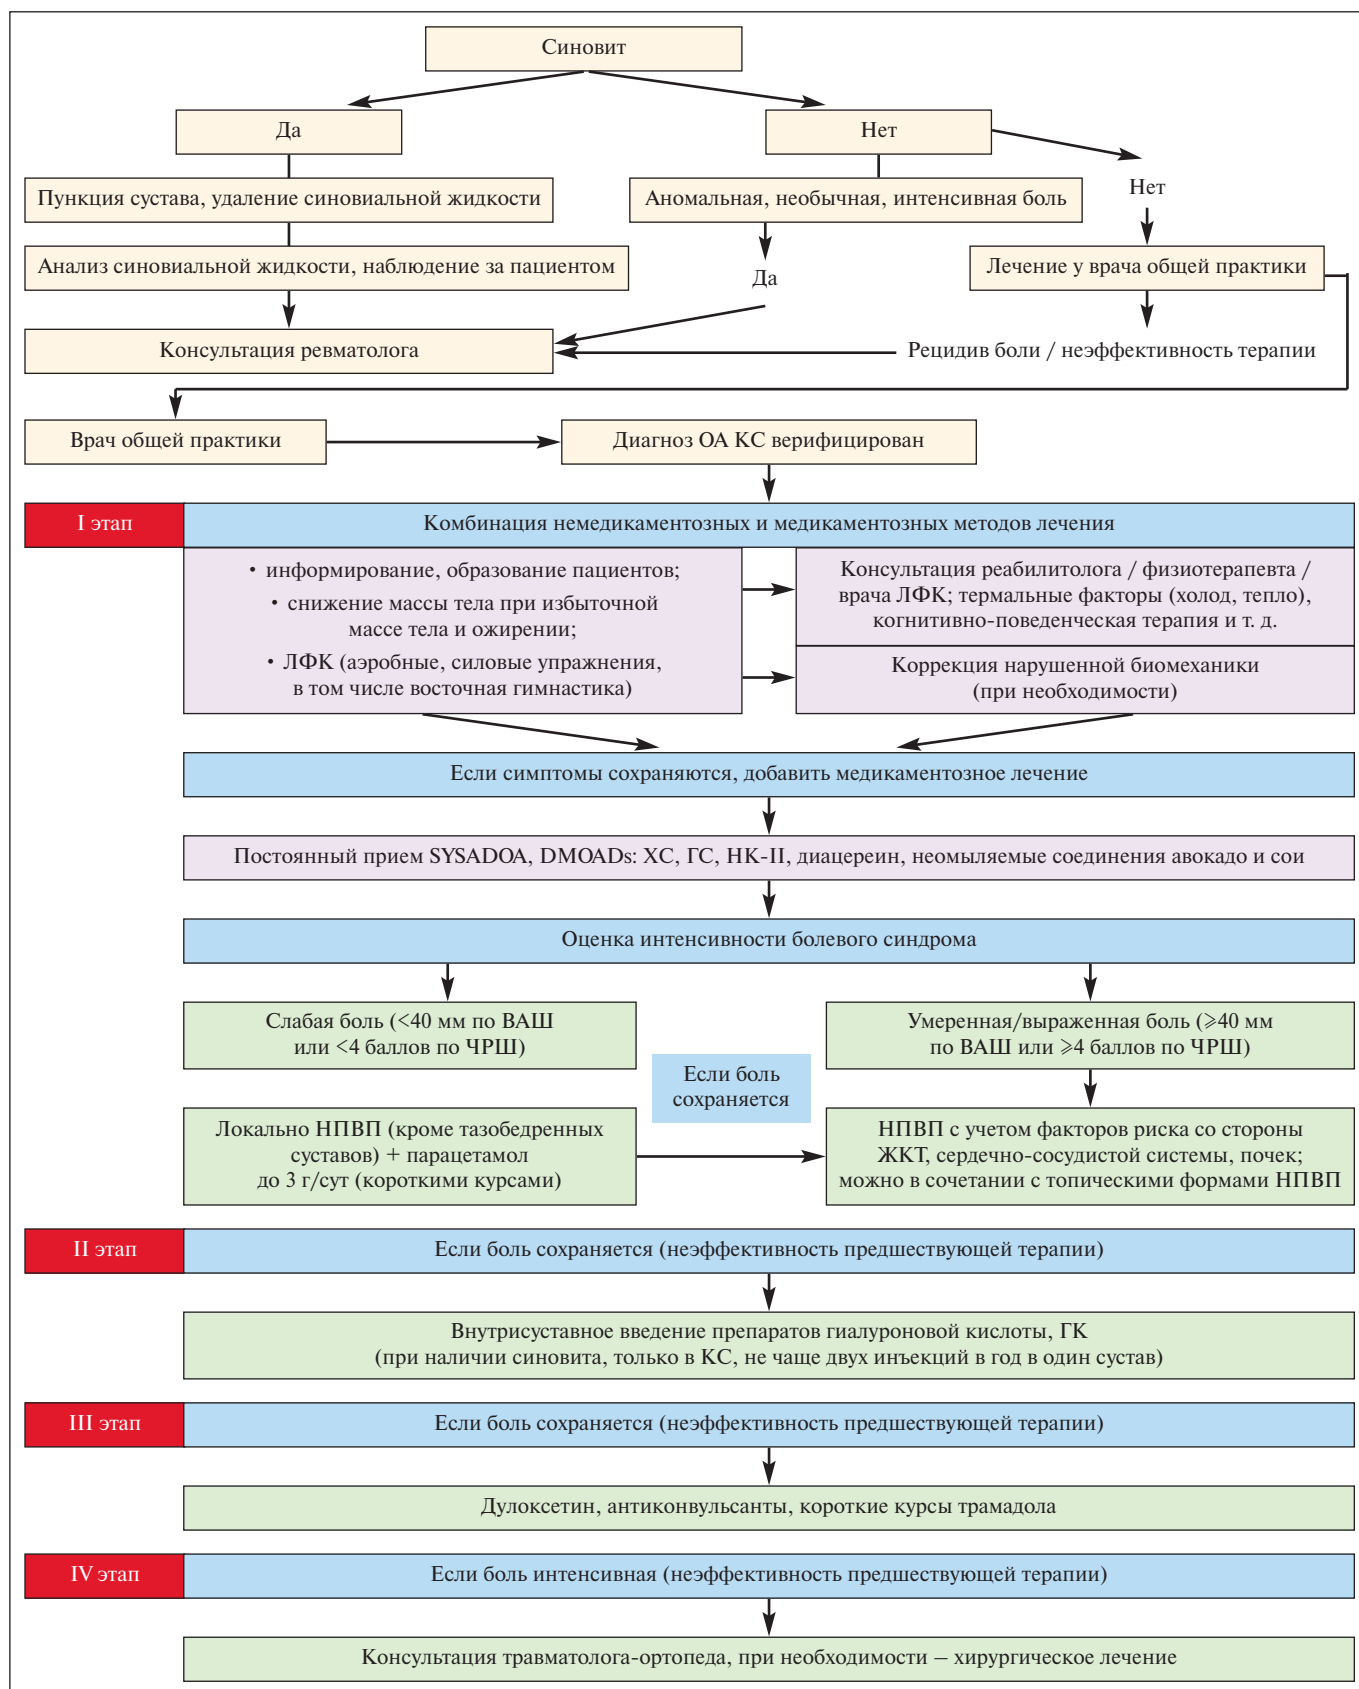 Синовит
Да
Нет
Пункция сустава, удаление синовиальной жидкости
Аномальная, необычная, интенсивная боль
Нет
Анализ синовиальной жидкости, наблюдение за пациентом
Да
Лечение у врача общей практики
Консультация ревматолога
Рецидив боли / неэффективность терапии
Врач общей практики
Диагноз ОА КС верифицирован
I этап
Комбинация немедикаментозных и медикаментозных методов лечения
• информирование, образование пациентов;
• снижение массы тела при избыточной
массе тела и ожирении;
• ЛФК (аэробные, силовые упражнения,
в том числе восточная гимнастика)
Консультация реабилитолога / физиотерапевта /
врача ЛФК; термальные факторы (холод, тепло),
когнитивно-поведенческая терапия и т. д.
Коррекция нарушенной биомеханики
(при необходимости)
Если симптомы сохраняются, добавить медикаментозное лечение
Постоянный прием SYSADOA, DMOADs: ХС, ГС, НК-II, диацереин, неомыляемые соединения авокадо и сои
Оценка интенсивности болевого синдрома
Слабая боль (<40 мм по ВАШ
или <4 баллов по ЧРШ)
Умеренная/выраженная боль (⩾40 мм
по ВАШ или ⩾4 баллов по ЧРШ)
Если боль
сохраняется
Локально НПВП (кроме тазобедренных
суставов) + парацетамол
до 3 г/сут (короткими курсами)
НПВП с учетом факторов риска со стороны
ЖКТ, сердечно-сосудистой системы, почек;
можно в сочетании с топическими формами НПВП
II этап
Если боль сохраняется (неэффективность предшествующей терапии)
Внутрисуставное введение препаратов гиалуроновой кислоты, ГК
(при наличии синовита, только в КС, не чаще двух инъекций в год в один сустав)
III этап
Если боль сохраняется (неэффективность предшествующей терапии)
Дулоксетин, антиконвульсанты, короткие курсы трамадола
IV этап
Если боль интенсивная (неэффективность предшествующей терапии)
Консультация травматолога-ортопеда, при необходимости – хирургическое лечение